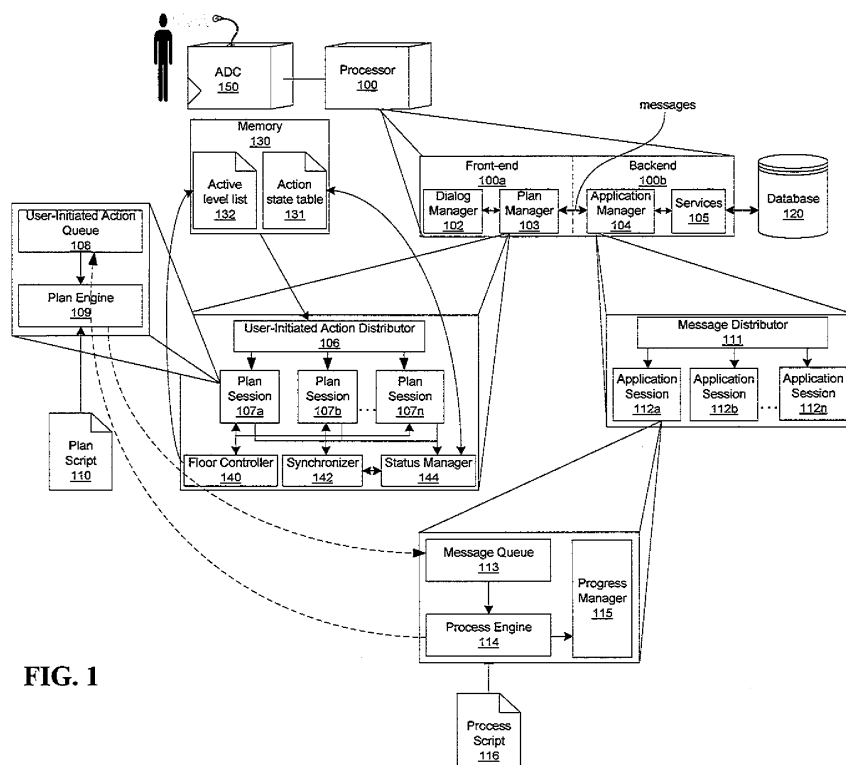 ADC
150
Processor
100
messages
Memory
130
Active
level list
132
Action
state table
131
Front-end
100a
Backend
100b
Dialog
Manager
102
Plan
Manager
103
Application
Manager
104
Services
105
Database
120
User-Initiated Action
Queue
108
Plan Engine
109
Plan
Script
110
User-Initiated Action Distributor
106
Plan
Session
107a
Plan
Session
107b
...
Plan
Session
107n
Floor Controller
140
Synchronizer
142
Status Manager
144
Message Distributor
111
Application
Session
112a
Application
Session
112b
...
Application
Session
112n
Message Queue
113
Process Engine
114
Progress
Manager
115
Process
Script
116
FIG. 1